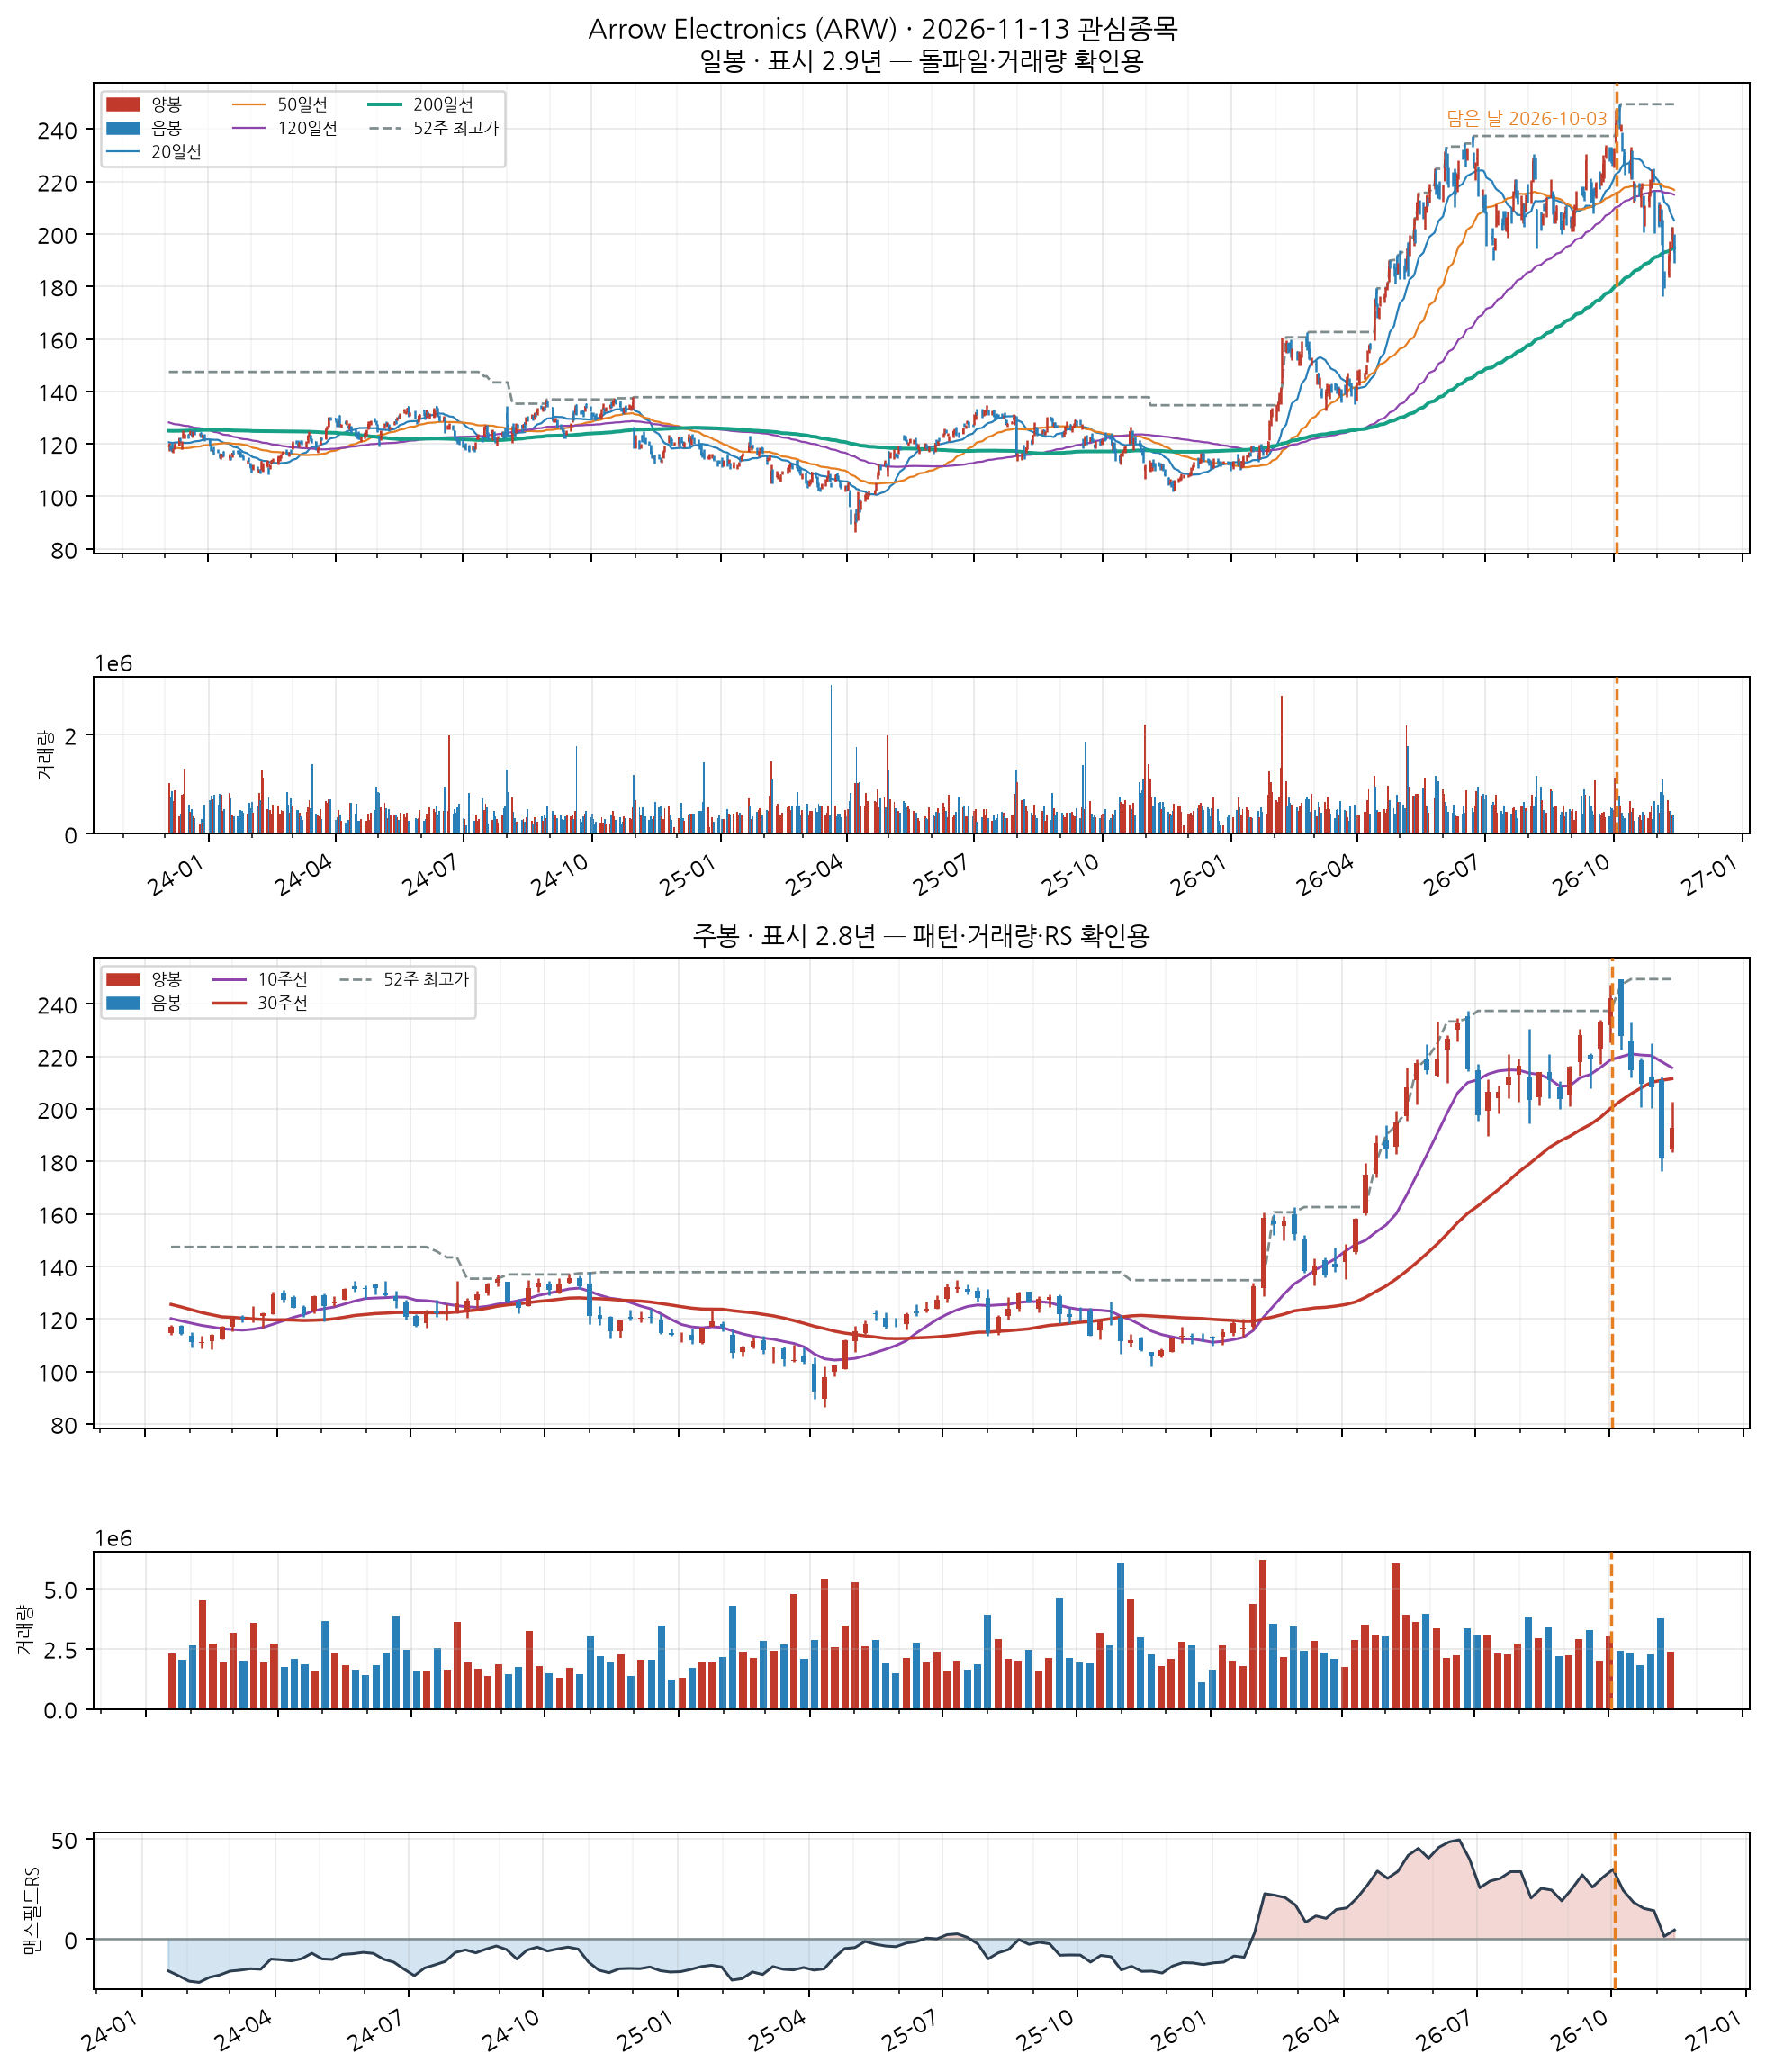 Arrow Electronics (ARW) · 2026-11-13 관심종목
일봉 · 표시 2.9년 — 돌파일·거래량 확인용
양봉
음봉
20일선
50일선
120일선
200일선
52주 최고가
담은 날 2026-10-03
240
220
200
180
160
140
120
100
80
1e6
거래량
2
0
24-01
24-04
24-07
24-10
25-01
25-04
25-07
25-10
26-01
26-04
26-07
26-10
27-01
주봉 · 표시 2.8년 — 패턴·거래량·RS 확인용
양봉
음봉
10주선
30주선
52주 최고가
240
220
200
180
160
140
120
100
80
1e6
거래량
5.0
2.5
0.0
맨스필드RS
50
0
24-01
24-04
24-07
24-10
25-01
25-04
25-07
25-10
26-01
26-04
26-07
26-10
27-01